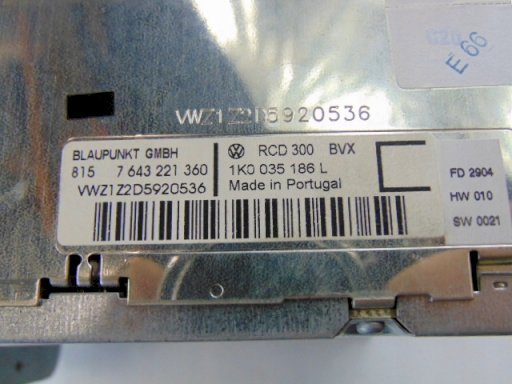 E 66
VWZ1Z2D5920536
BLAUPUNKT GMBH
815 7 643 221 360
VWZ1Z2D5920536
RCD 300 BVX
1K0 035 186 L
Made in Portugal
FD 2904
HW 010
SW 0021